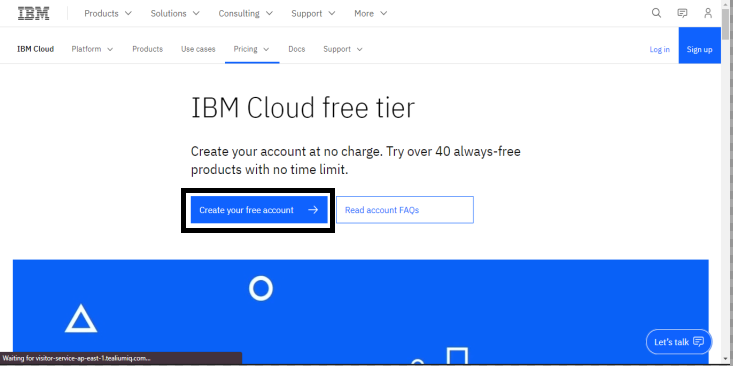 IBM Products Solutions Consulting Support More
IBM Cloud Platform Products Use cases Pricing Docs Support Log in Sign up
IBM Cloud free tier
Create your account at no charge. Try over 40 always-free
products with no time limit.
Create your free account → Read account FAQs
Let's talk
Waiting for visitor-service-ap-east-1.tealiumiq.com...